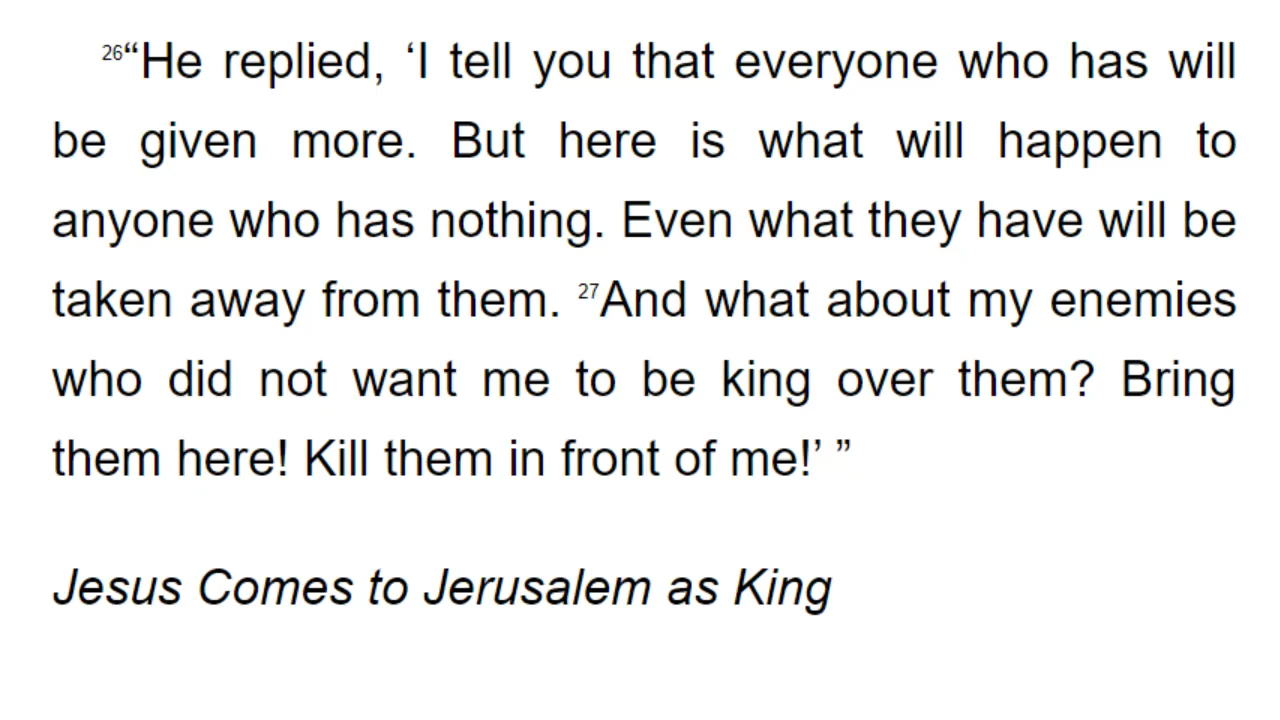 26“He replied, ‘I tell you that everyone who has will
be given more. But here is what will happen to
anyone who has nothing. Even what they have will be
taken away from them. 27And what about my enemies
who did not want me to be king over them? Bring
them here! Kill them in front of me!’ ”
Jesus Comes to Jerusalem as King